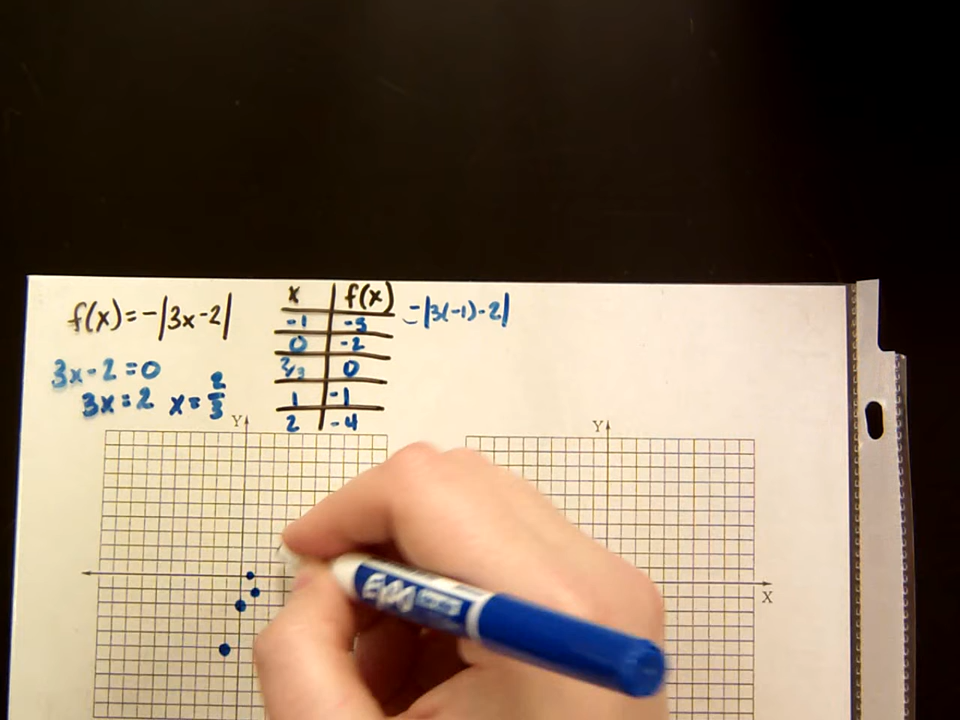 f(x)=-|3x-2|
3x-2=0
3x=2 x=2/3
x f(x)
-1 -5 =-|3(-1)-2|
0 -2
2/3 0
1 -1
2 -4
Y
Y
X
EXPO